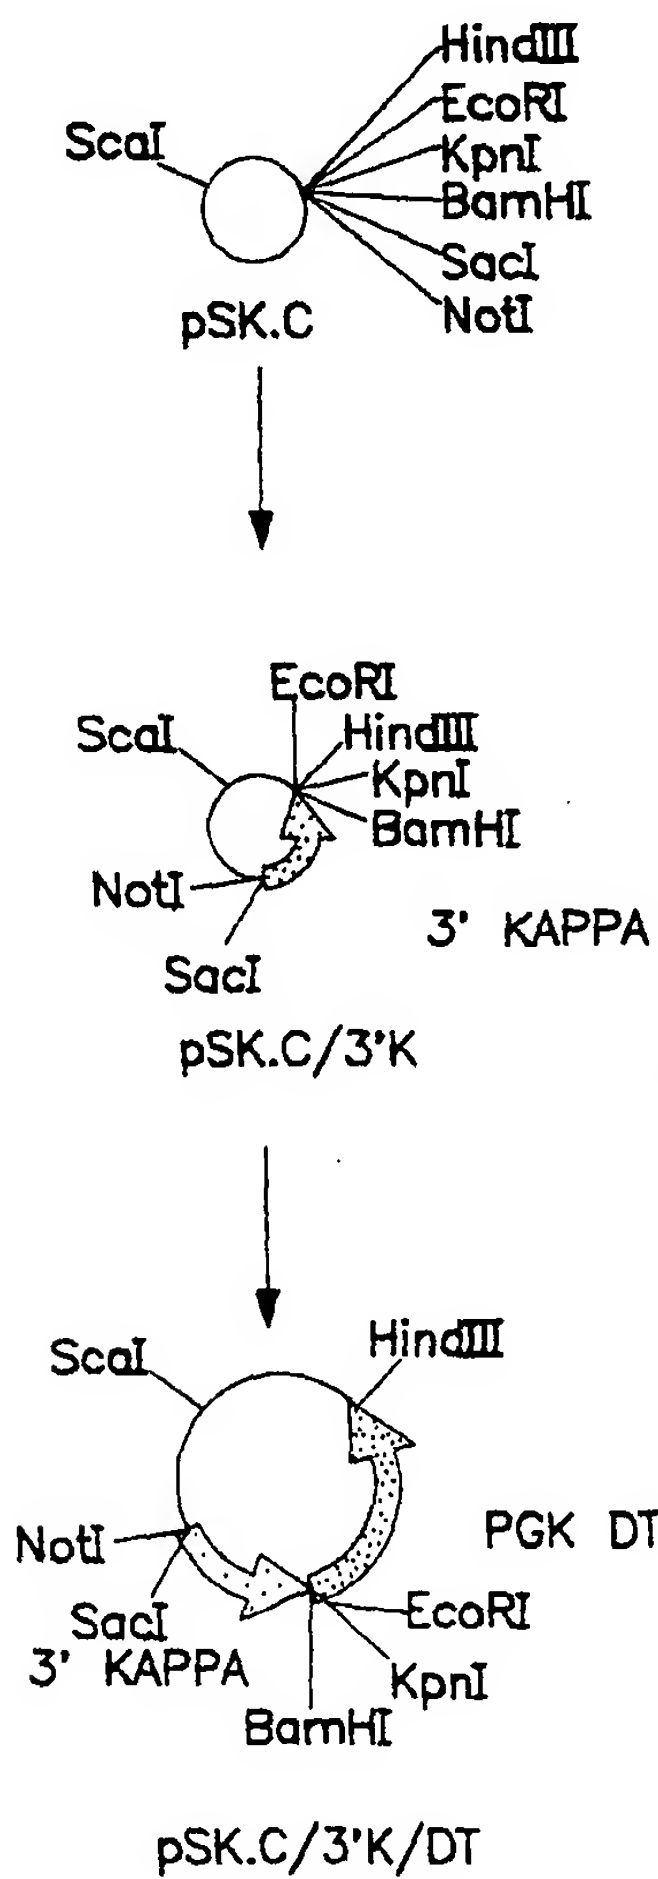 HindIII
EcoRI
ScaI
KpnI
BamHI
SacI
NotI
pSK.C
EcoRI
ScaI
HindIII
KpnI
BamHI
NotI
3' KAPPA
SacI
pSK.C/3'K
HindIII
ScaI
PGK DT
NotI
EcoRI
SacI
3' KAPPA
KpnI
BamHI
pSK.C/3'K/DT